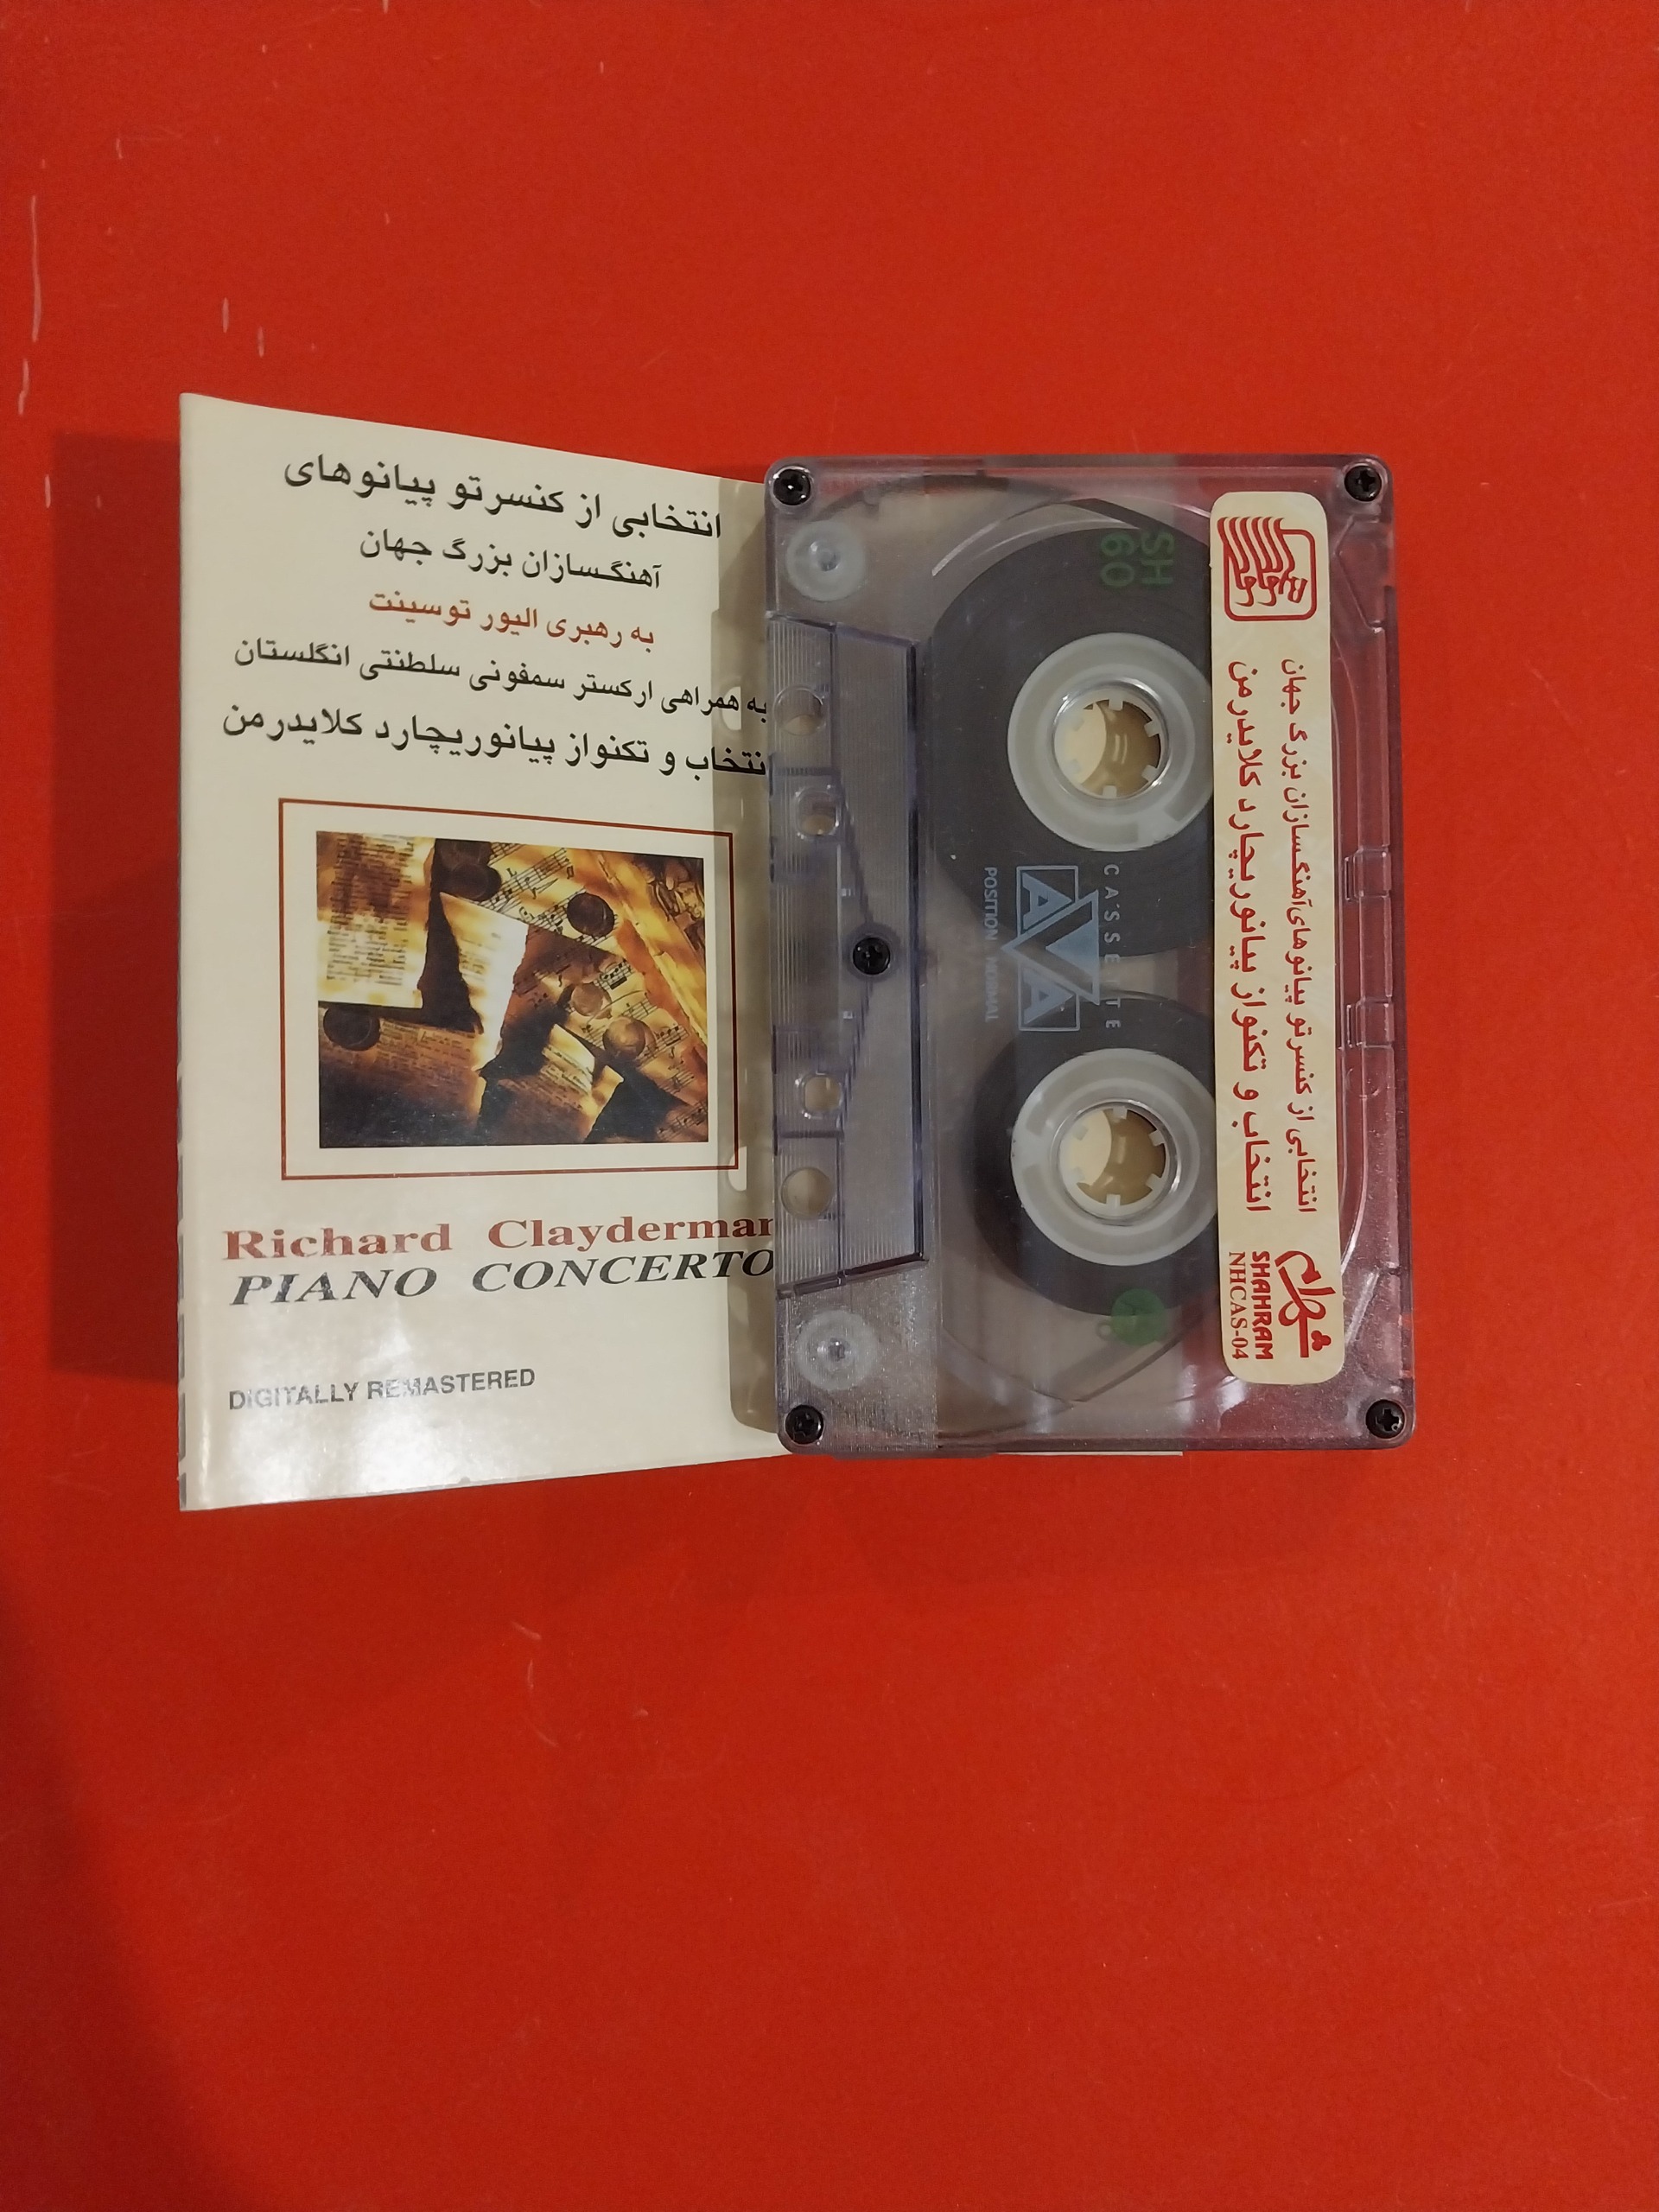 انتخابی از کنسرتو پیانوهای
آهنگسازان بزرگ جهان
به رهبری الیور توسینت
به همراهی ارکستر سمفونی سلطنتی انگلستان
نتخاب و تکنواز پیانوریچارد کلایدرمن
Richard Clayderman
PIANO CONCERTO
DIGITALLY REMASTERED
SH
60
CASSETTE
AVA
POSITION NORMAL
انتخابی از کنسرتو پیانوهای‌آهنگسازان بزرگ جهان
انتخاب و تکنواز پیانوریچارد کلایدرمن
شهرام
SHAHRAM
NHCAS-04